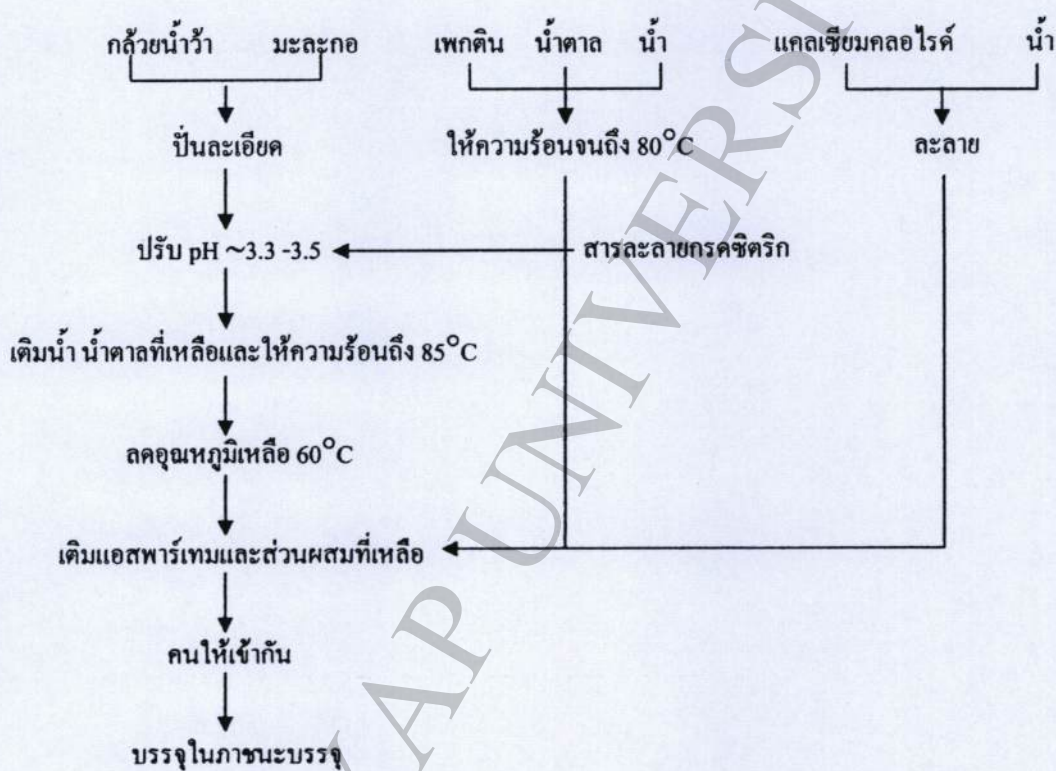 กล้วยน้ำว้า มะละกอ เพกติน น้ำตาล น้ำ แคลเซียมคลอไรด์ น้ำ
ปั่นละเอียด ให้ความร้อนจนถึง 80°C ละลาย
ปรับ pH ~3.3 -3.5 สารละลายกรดซิตริก
เติมน้ำ น้ำตาลที่เหลือและให้ความร้อนถึง 85°C
ลดอุณหภูมิเหลือ 60°C
เติมแอสพาร์เทมและส่วนผสมที่เหลือ
คนให้เข้ากัน
บรรจุในภาชนะบรรจุ
YAP UNIVERSI